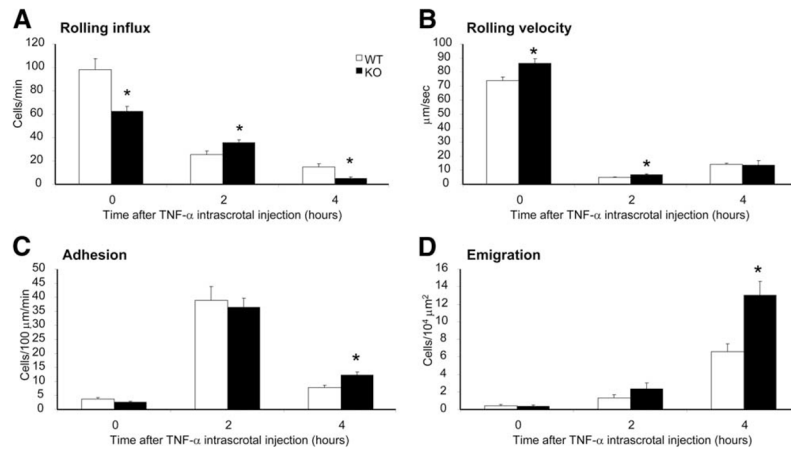 A Rolling influx
120
100
80
60
40
20
0
Cells/min
WT
KO
*
*
*
0 2 4
Time after TNF-α intrascrotal injection (hours)
B Rolling velocity
100
90
80
70
60
50
40
30
20
10
0
μm/sec
*
*
0 2 4
Time after TNF-α intrascrotal injection (hours)
C Adhesion
50
45
40
35
30
25
20
15
10
5
0
Cells/100 μm/min
*
0 2 4
Time after TNF-α intrascrotal injection (hours)
D Emigration
16
14
12
10
8
6
4
2
0
Cells/10⁴ μm²
*
0 2 4
Time after TNF-α intrascrotal injection (hours)